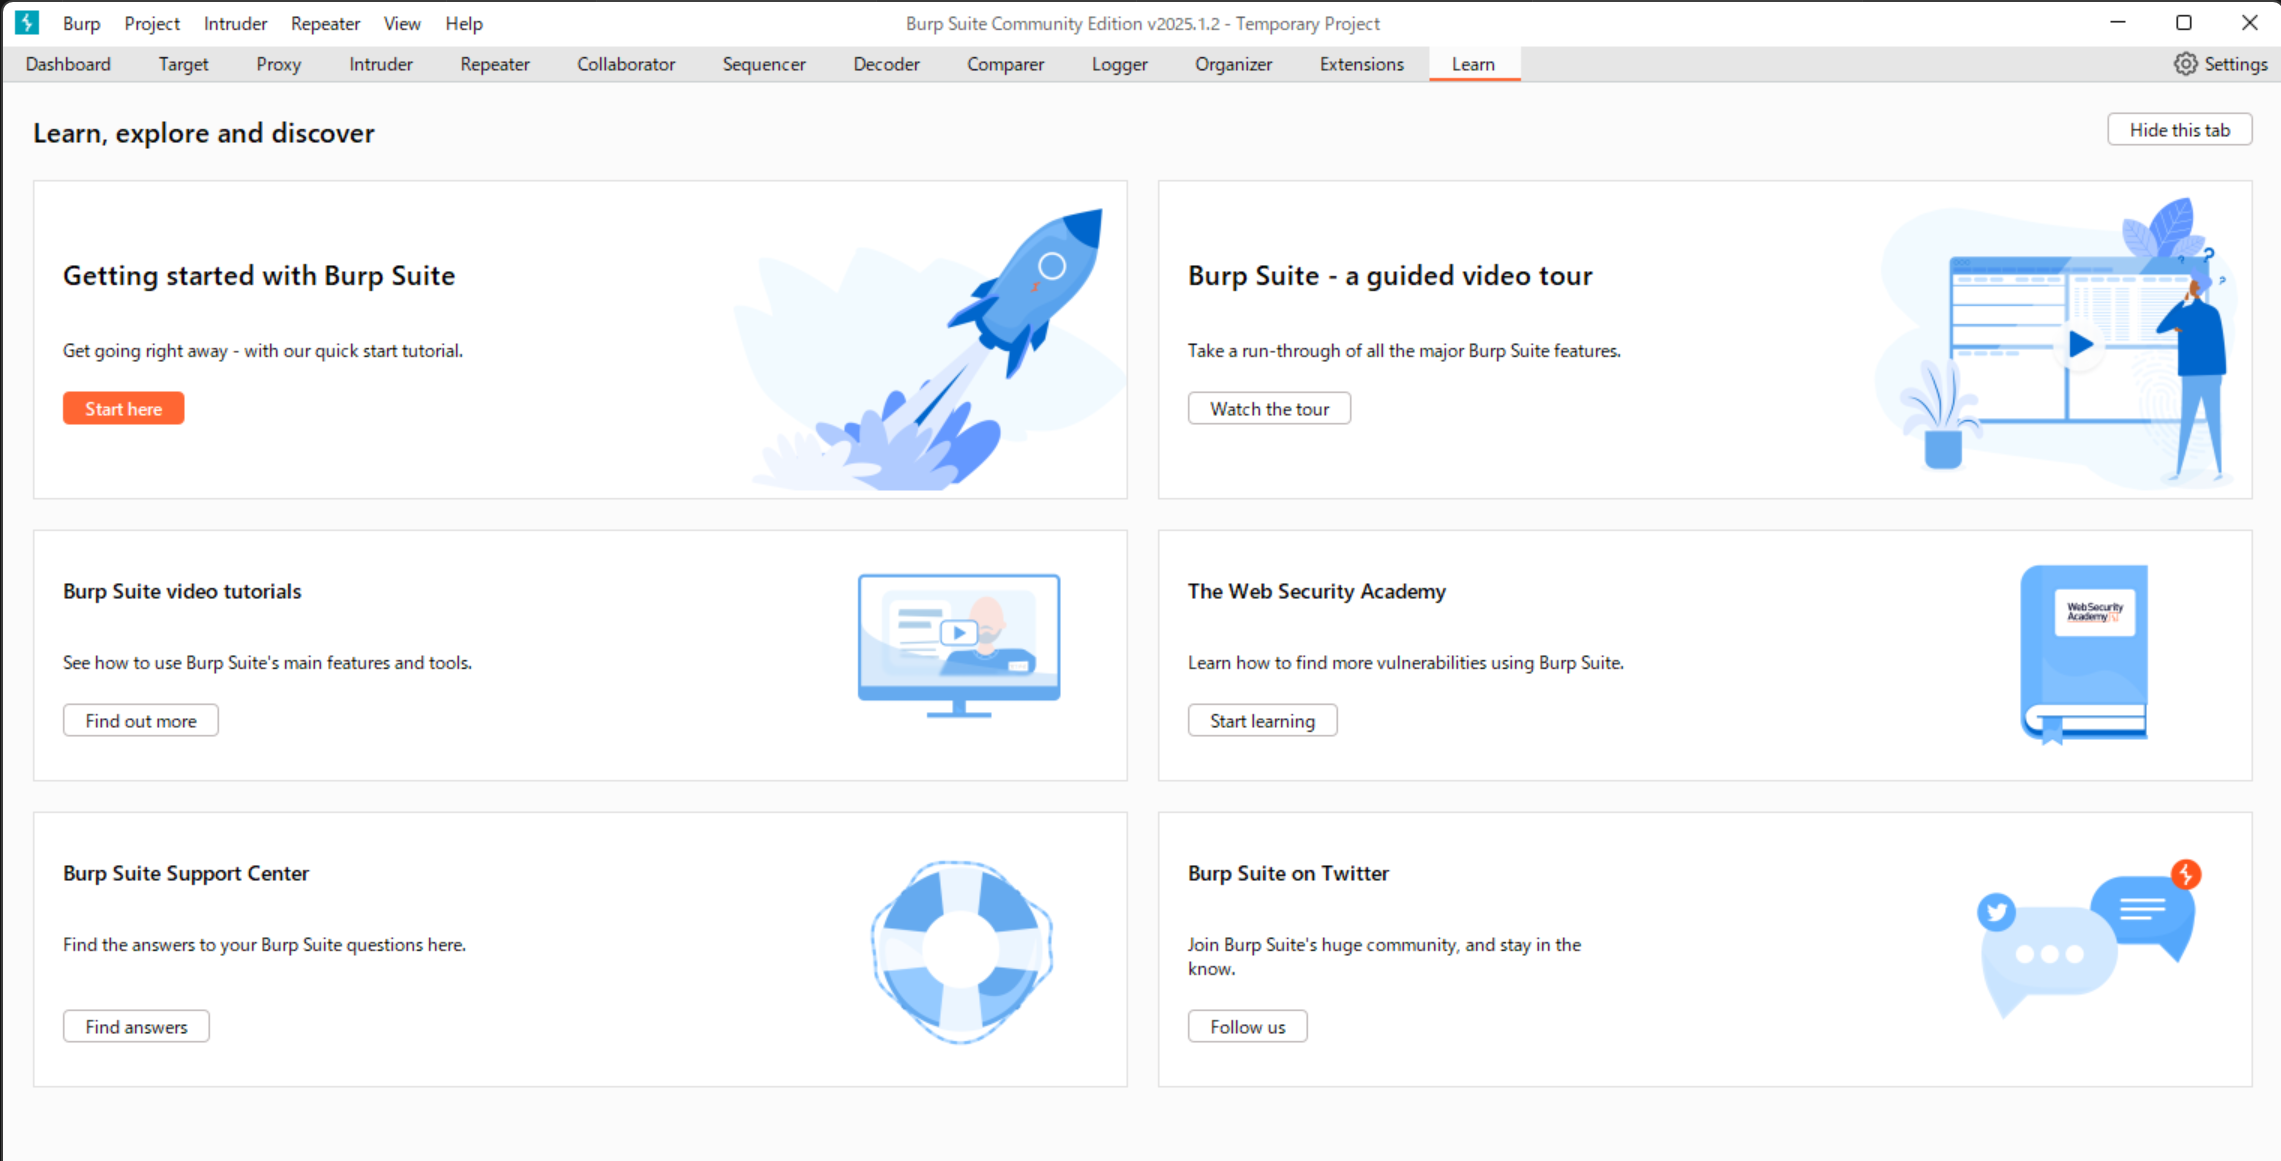 Burp Project Intruder Repeater View Help
Burp Suite Community Edition v2025.1.2 - Temporary Project
Dashboard Target Proxy Intruder Repeater Collaborator Sequencer Decoder Comparer Logger Organizer Extensions Learn Settings
Learn, explore and discover
Hide this tab
Getting started with Burp Suite
Get going right away - with our quick start tutorial.
Start here
Burp Suite - a guided video tour
Take a run-through of all the major Burp Suite features.
Watch the tour
? ? ?
Burp Suite video tutorials
See how to use Burp Suite's main features and tools.
Find out more
The Web Security Academy
Learn how to find more vulnerabilities using Burp Suite.
Start learning
WebSecurity
Academy
Burp Suite Support Center
Find the answers to your Burp Suite questions here.
Find answers
Burp Suite on Twitter
Join Burp Suite's huge community, and stay in the
know.
Follow us